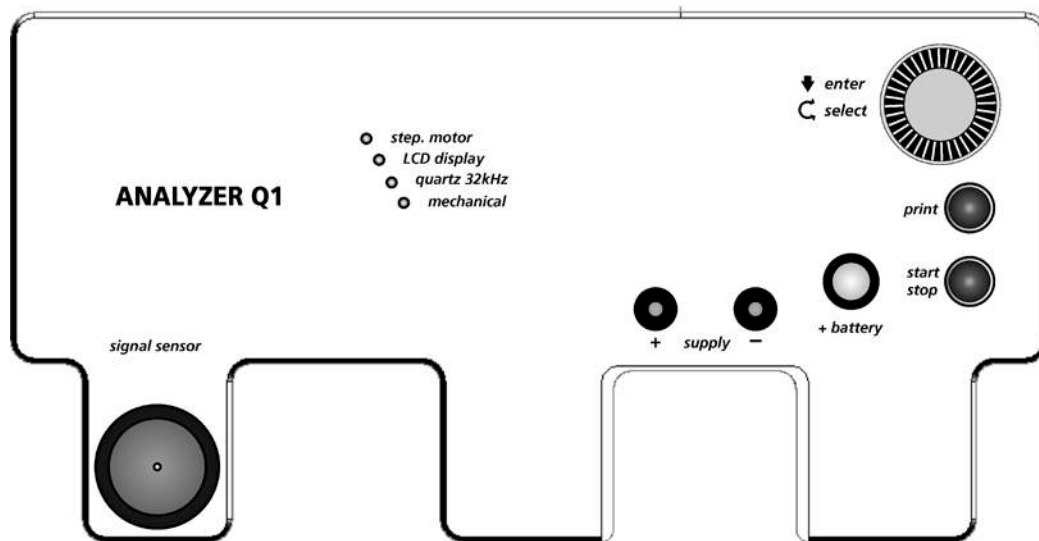 enter
select
step. motor
LCD display
quartz 32kHz
mechanical
ANALYZER Q1
print
start
stop
+ battery
+ supply −
signal sensor